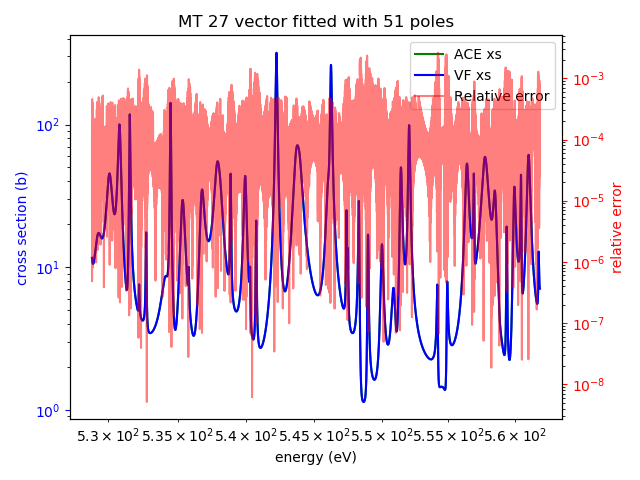 MT 27 vector fitted with 51 poles
ACE xs
VF xs
Relative error
cross section (b)
10²
10¹
10⁰
10⁻³
10⁻⁴
10⁻⁵
10⁻⁶
10⁻⁷
10⁻⁸
relative error
5.3 × 10² 5.35 × 10² 5.4 × 10² 5.45 × 10² 5.5 × 10² 5.55 × 10² 5.6 × 10²
energy (eV)